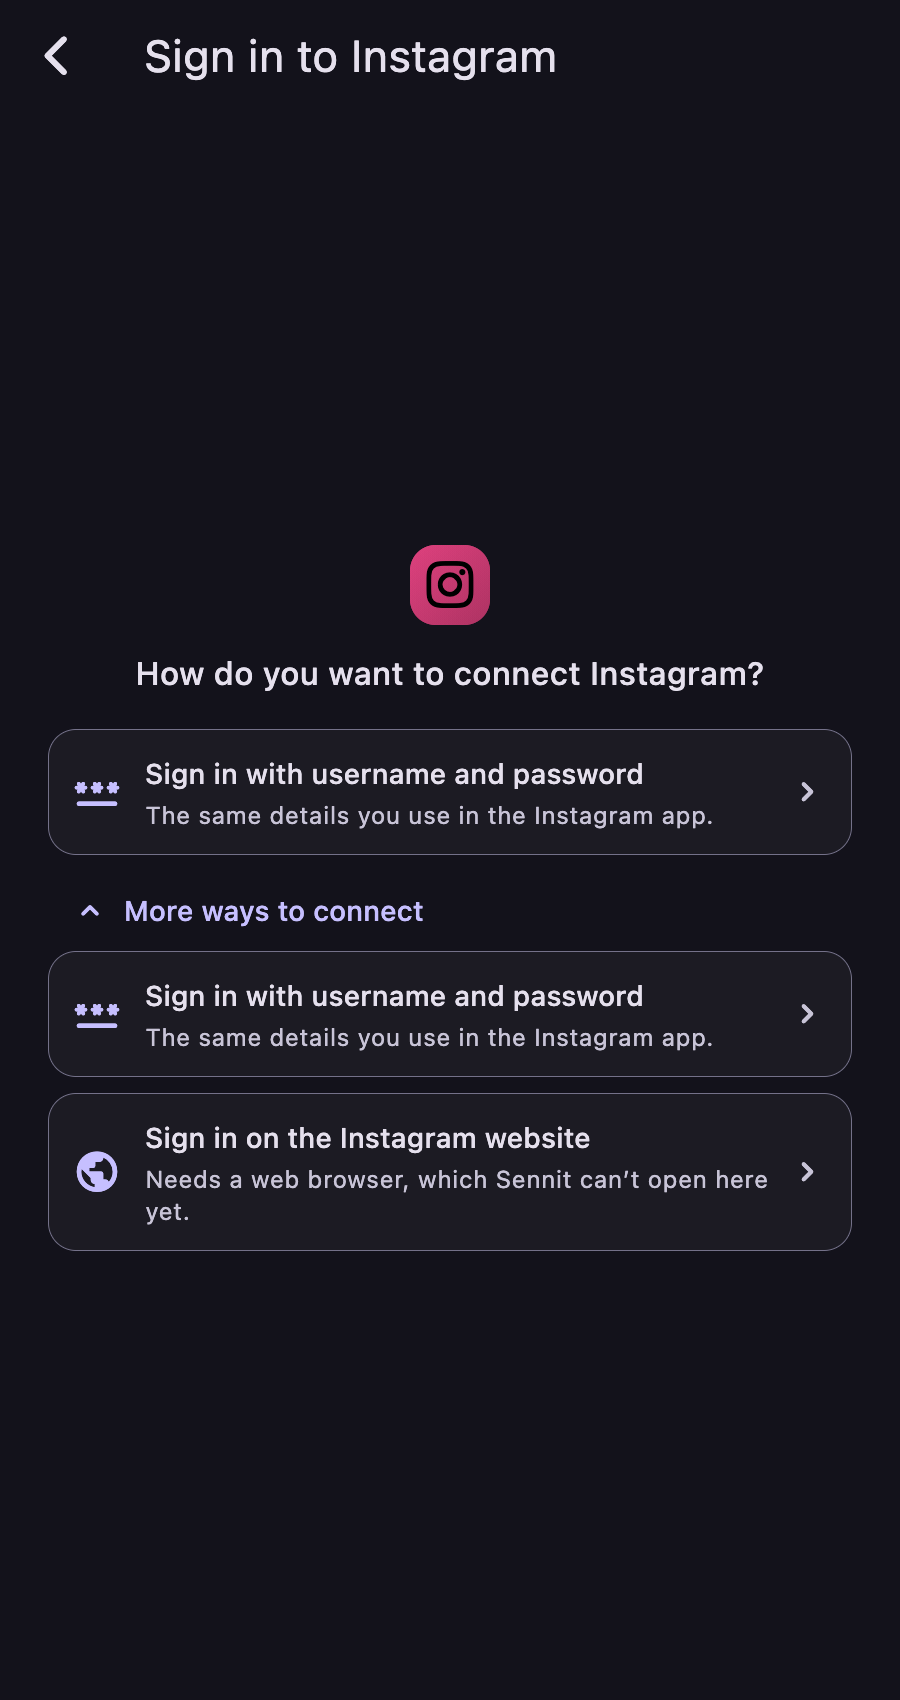 Sign in to Instagram
How do you want to connect Instagram?
Sign in with username and password
The same details you use in the Instagram app.
More ways to connect
Sign in with username and password
The same details you use in the Instagram app.
Sign in on the Instagram website
Needs a web browser, which Sennit can’t open here
yet.